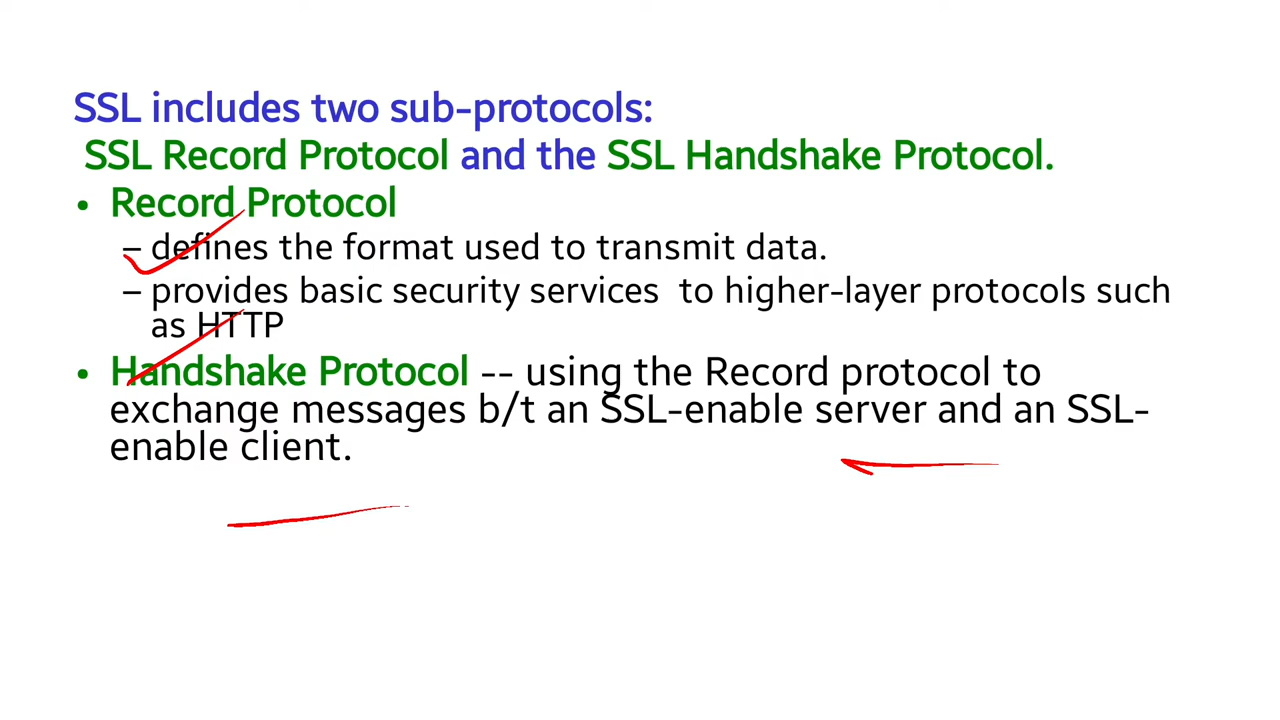 SSL includes two sub-protocols:
SSL Record Protocol and the SSL Handshake Protocol.
• Record Protocol
– defines the format used to transmit data.
– provides basic security services to higher-layer protocols such
as HTTP
• Handshake Protocol -- using the Record protocol to
exchange messages b/t an SSL-enable server and an SSL-
enable client.